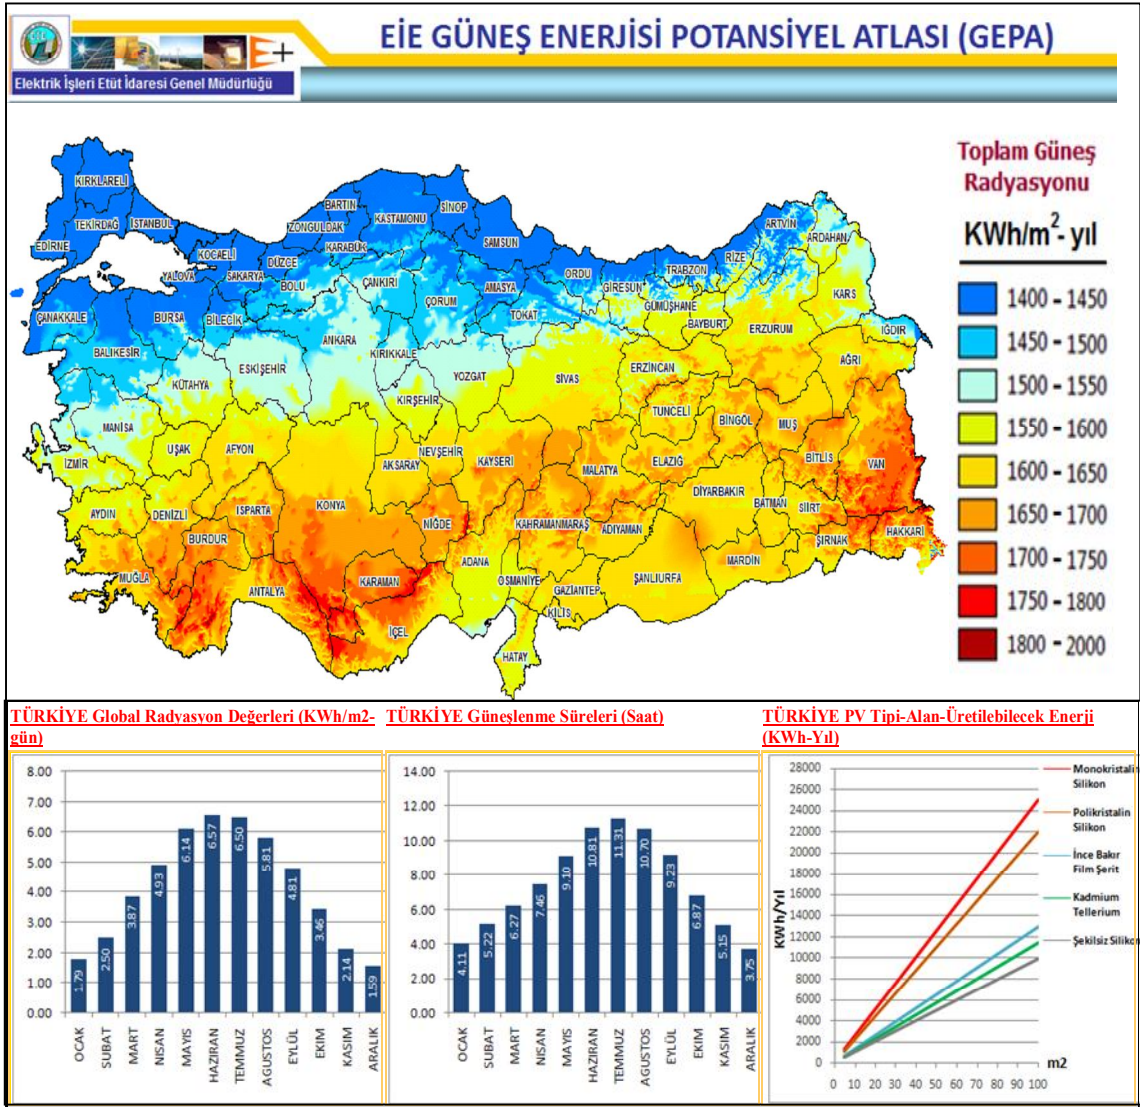 EİE GÜNEŞ ENERJİSİ POTANSİYEL ATLASI (GEPA)
EİE
E+
Elektrik İşleri Etüt İdaresi Genel Müdürlüğü
Toplam Güneş
Radyasyonu
KWh/m2- yıl
1400 - 1450
1450 - 1500
1500 - 1550
1550 - 1600
1600 - 1650
1650 - 1700
1700 - 1750
1750 - 1800
1800 - 2000
KIRKLARELİ
TEKİRDAĞ
İSTANBUL
EDİRNE
KOCAELİ
YALOVA
SAKARYA
DÜZCE
BOLU
ZONGULDAK
BARTIN
KARABÜK
KASTAMONU
SİNOP
SAMSUN
ÇANKIRI
ÇORUM
AMASYA
TOKAT
ORDU
GİRESUN
TRABZON
RİZE
ARTVİN
ARDAHAN
KARS
IĞDIR
GÜMÜŞHANE
BAYBURT
ERZURUM
AĞRI
ÇANAKKALE
BURSA
BİLECİK
BALIKESİR
KÜTAHYA
ESKİŞEHİR
ANKARA
KIRIKKALE
YOZGAT
SİVAS
ERZİNCAN
TUNCELİ
BİNGÖL
MUŞ
MANİSA
UŞAK
AFYON
KIRŞEHİR
NEVŞEHİR
AKSARAY
KAYSERİ
MALATYA
ELAZIĞ
BİTLİS
VAN
İZMİR
AYDIN
DENİZLİ
ISPARTA
BURDUR
KONYA
NİĞDE
KAHRAMANMARAŞ
ADIYAMAN
DİYARBAKIR
BATMAN
SİİRT
ŞIRNAK
HAKKARİ
MUĞLA
ANTALYA
KARAMAN
İÇEL
ADANA
OSMANİYE
GAZİANTEP
KİLİS
ŞANLIURFA
MARDİN
HATAY
TÜRKİYE Global Radyasyon Değerleri (KWh/m2-
gün)
8.00
7.00
6.00
5.00
4.00
3.00
2.00
1.00
0.00
1.79
2.50
3.87
4.93
6.14
6.57
6.50
5.81
4.81
3.46
2.14
1.59
OCAK
SUBAT
MART
NISAN
MAYIS
HAZIRAN
TEMMUZ
AGUSTOS
EYLÜL
EKIM
KASIM
ARALIK
TÜRKİYE Güneşlenme Süreleri (Saat)
14.00
12.00
10.00
8.00
6.00
4.00
2.00
0.00
4.11
5.22
6.27
7.46
9.10
10.81
11.31
10.70
9.23
6.87
5.15
3.75
OCAK
SUBAT
MART
NISAN
MAYIS
HAZIRAN
TEMMUZ
AGUSTOS
EYLÜL
EKIM
KASIM
ARALIK
TÜRKİYE PV Tipi-Alan-Üretilebilecek Enerji
(KWh-Yıl)
28000
26000
24000
22000
20000
18000
16000
14000
12000
10000
8000
6000
4000
2000
0
KWh/Yıl
0 10 20 30 40 50 60 70 80 90 100
m2
Monokristalin
Silikon
Polikristalin
Silikon
İnce Bakır
Film Şerit
Kadmium
Tellerium
Şekilsiz Silikon